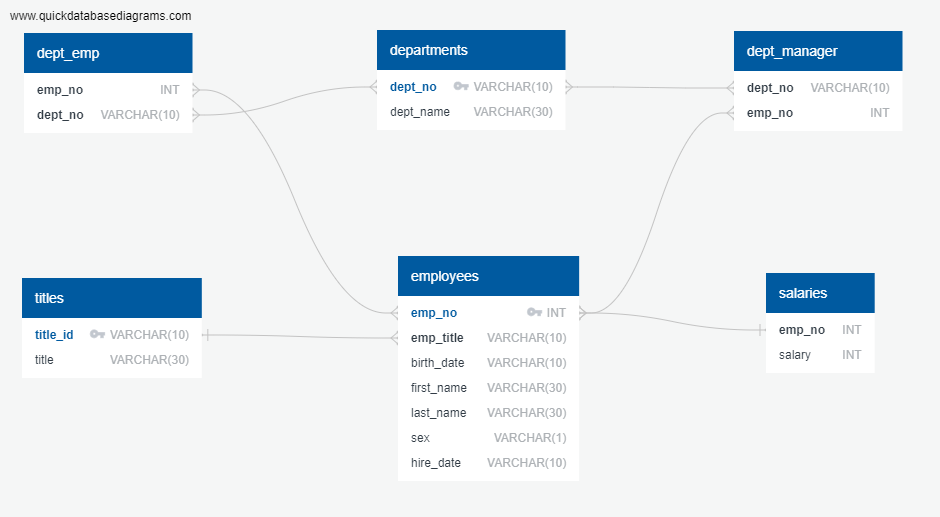 www.quickdatabasediagrams.com
dept_emp
emp_no INT
dept_no VARCHAR(10)
departments
dept_no VARCHAR(10)
dept_name VARCHAR(30)
dept_manager
dept_no VARCHAR(10)
emp_no INT
titles
title_id VARCHAR(10)
title VARCHAR(30)
employees
emp_no INT
emp_title VARCHAR(10)
birth_date VARCHAR(10)
first_name VARCHAR(30)
last_name VARCHAR(30)
sex VARCHAR(1)
hire_date VARCHAR(10)
salaries
emp_no INT
salary INT